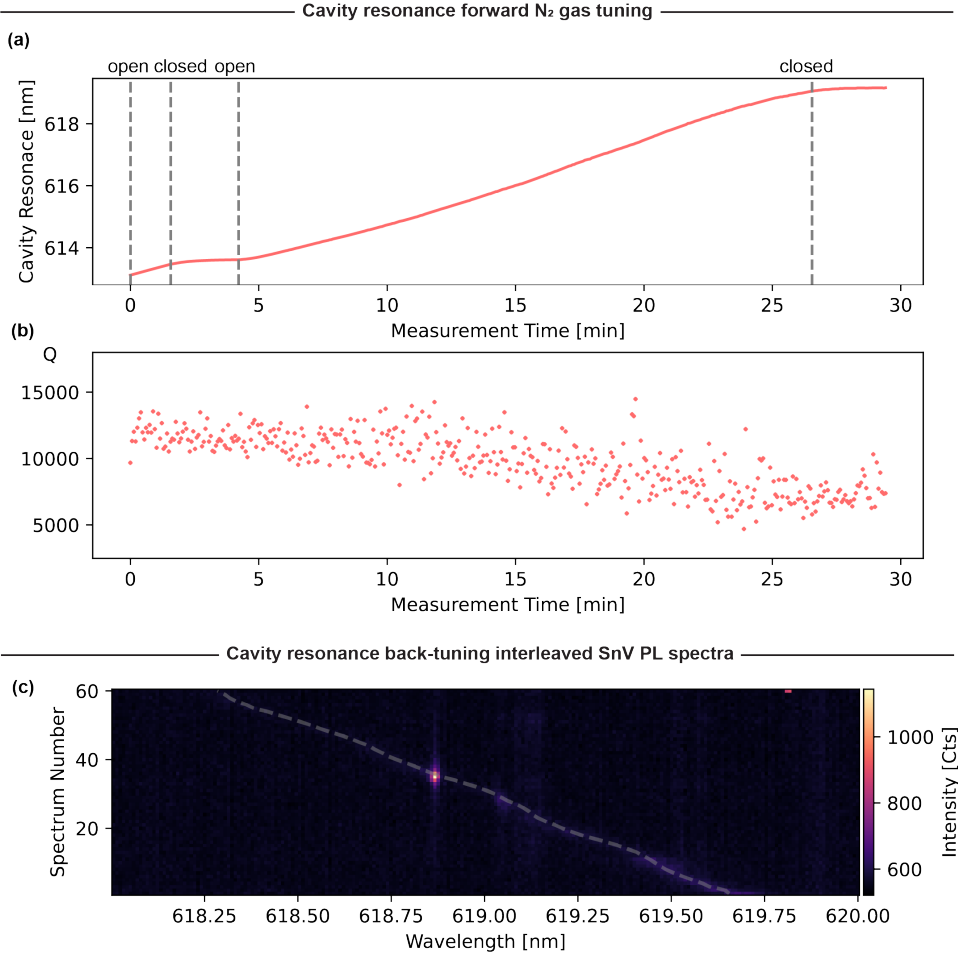 Cavity resonance forward N₂ gas tuning
(a)
open closed open closed
Cavity Resonace [nm]
618
616
614
0 5 10 15 20 25 30
Measurement Time [min]
(b)
Q
15000
10000
5000
0 5 10 15 20 25 30
Measurement Time [min]
Cavity resonance back-tuning interleaved SnV PL spectra
(c)
Spectrum Number
60
40
20
618.25 618.50 618.75 619.00 619.25 619.50 619.75 620.00
Wavelength [nm]
1000
800
600
Intensity [Cts]